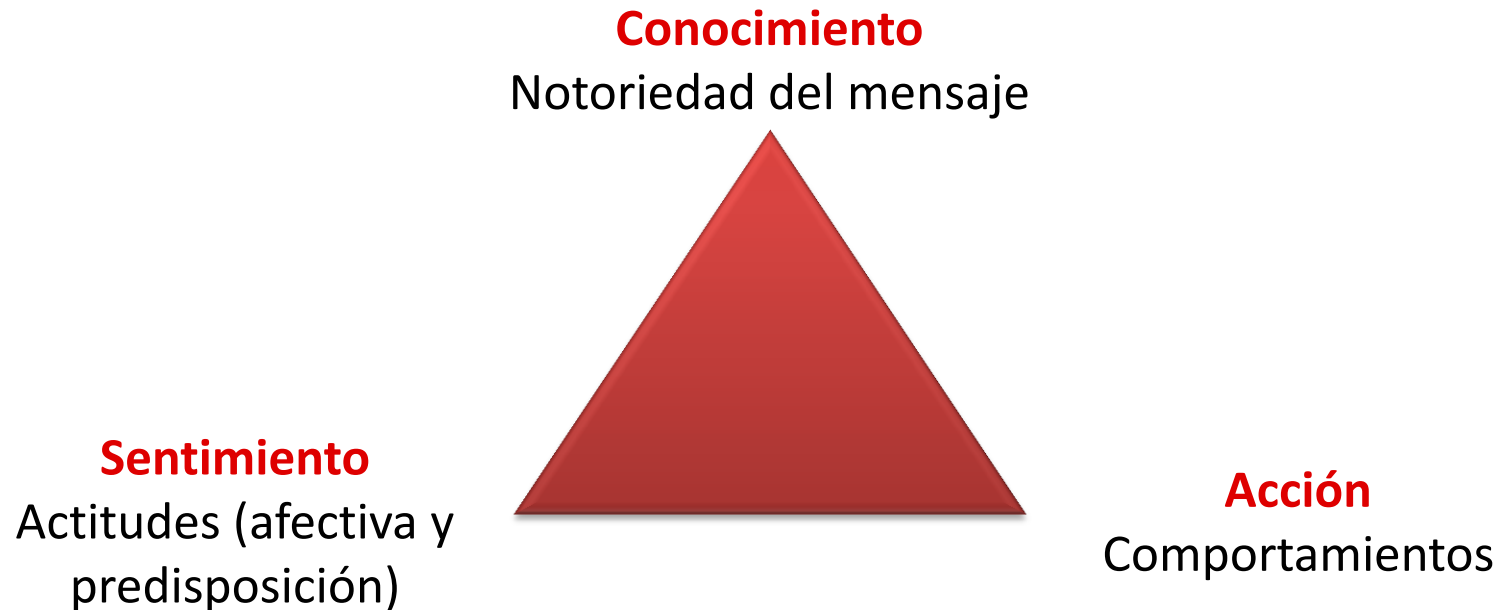 Conocimiento
Notoriedad del mensaje
Sentimiento
Actitudes (afectiva y
predisposición)
Acción
Comportamientos